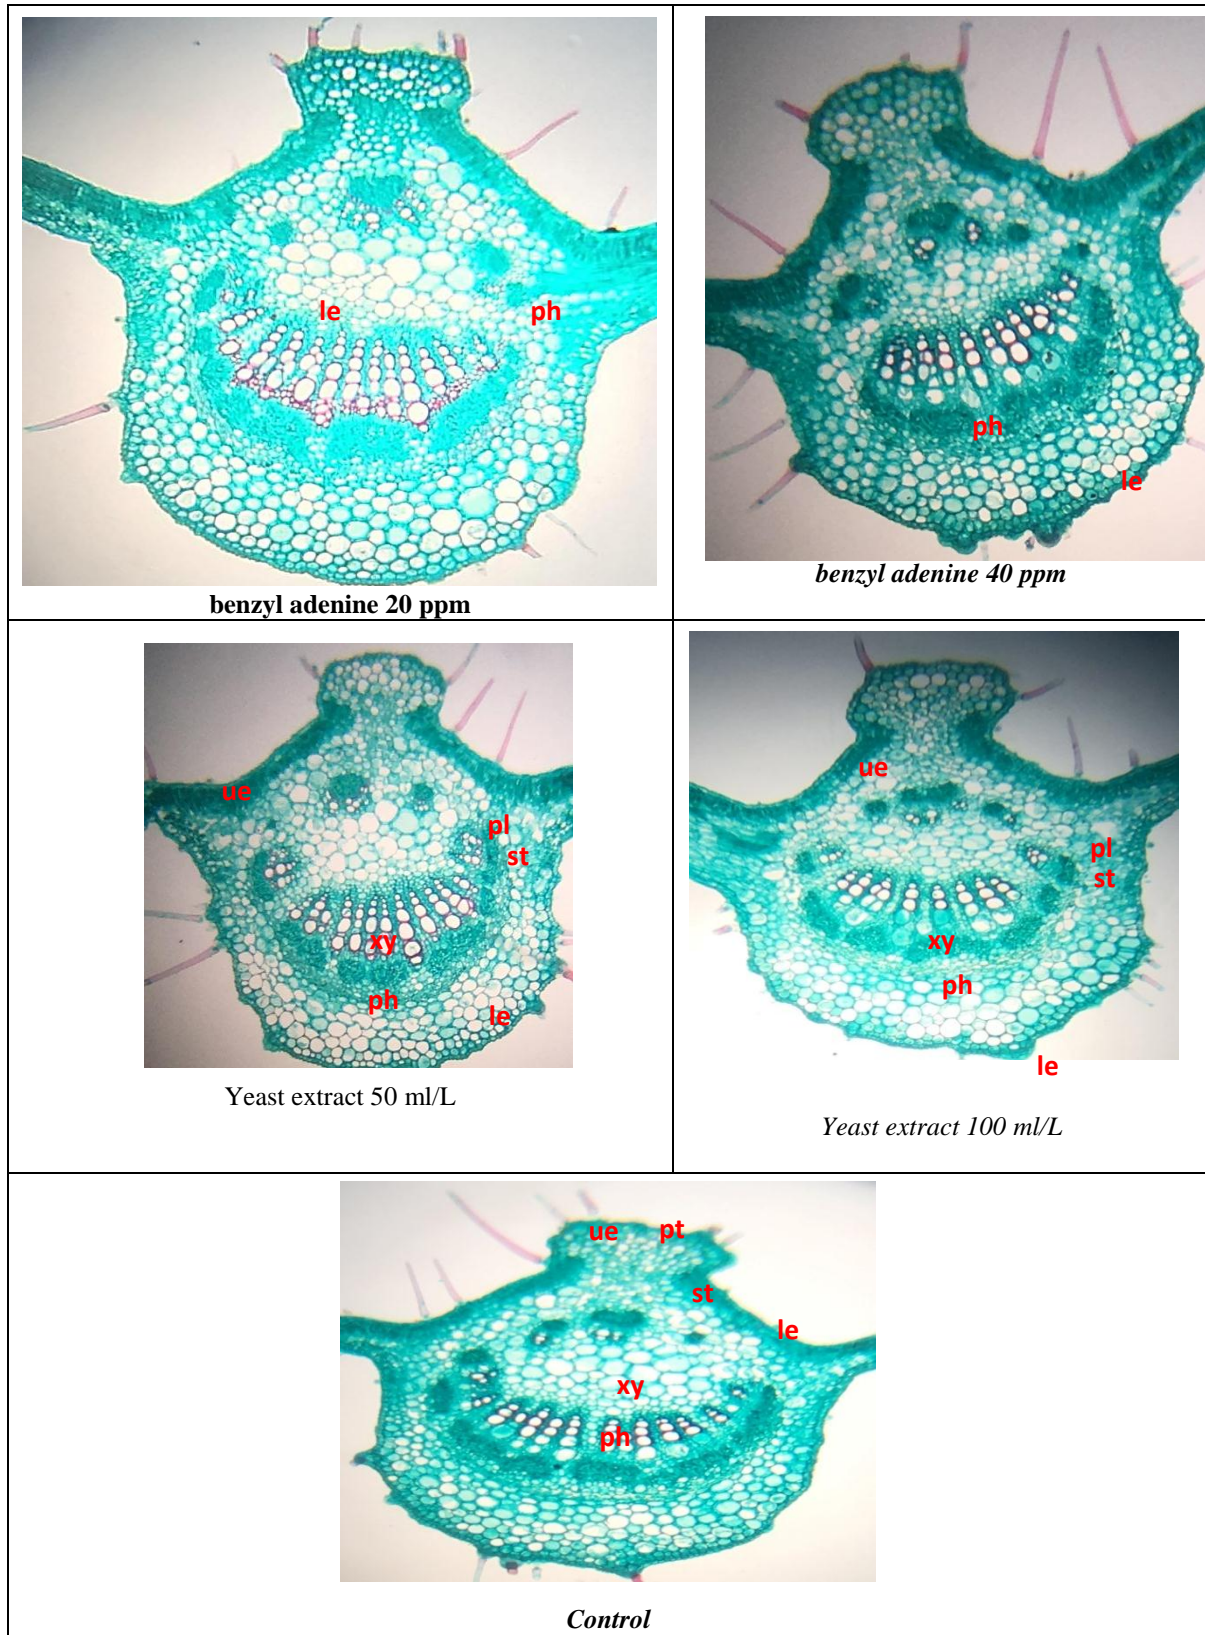 le ph
benzyl adenine 20 ppm
ph
le
benzyl adenine 40 ppm
ue
pl
st
xy
ph
le
Yeast extract 50 ml/L
ue
pl
st
xy
ph
le
Yeast extract 100 ml/L
ue pt
st
le
xy
ph
Control